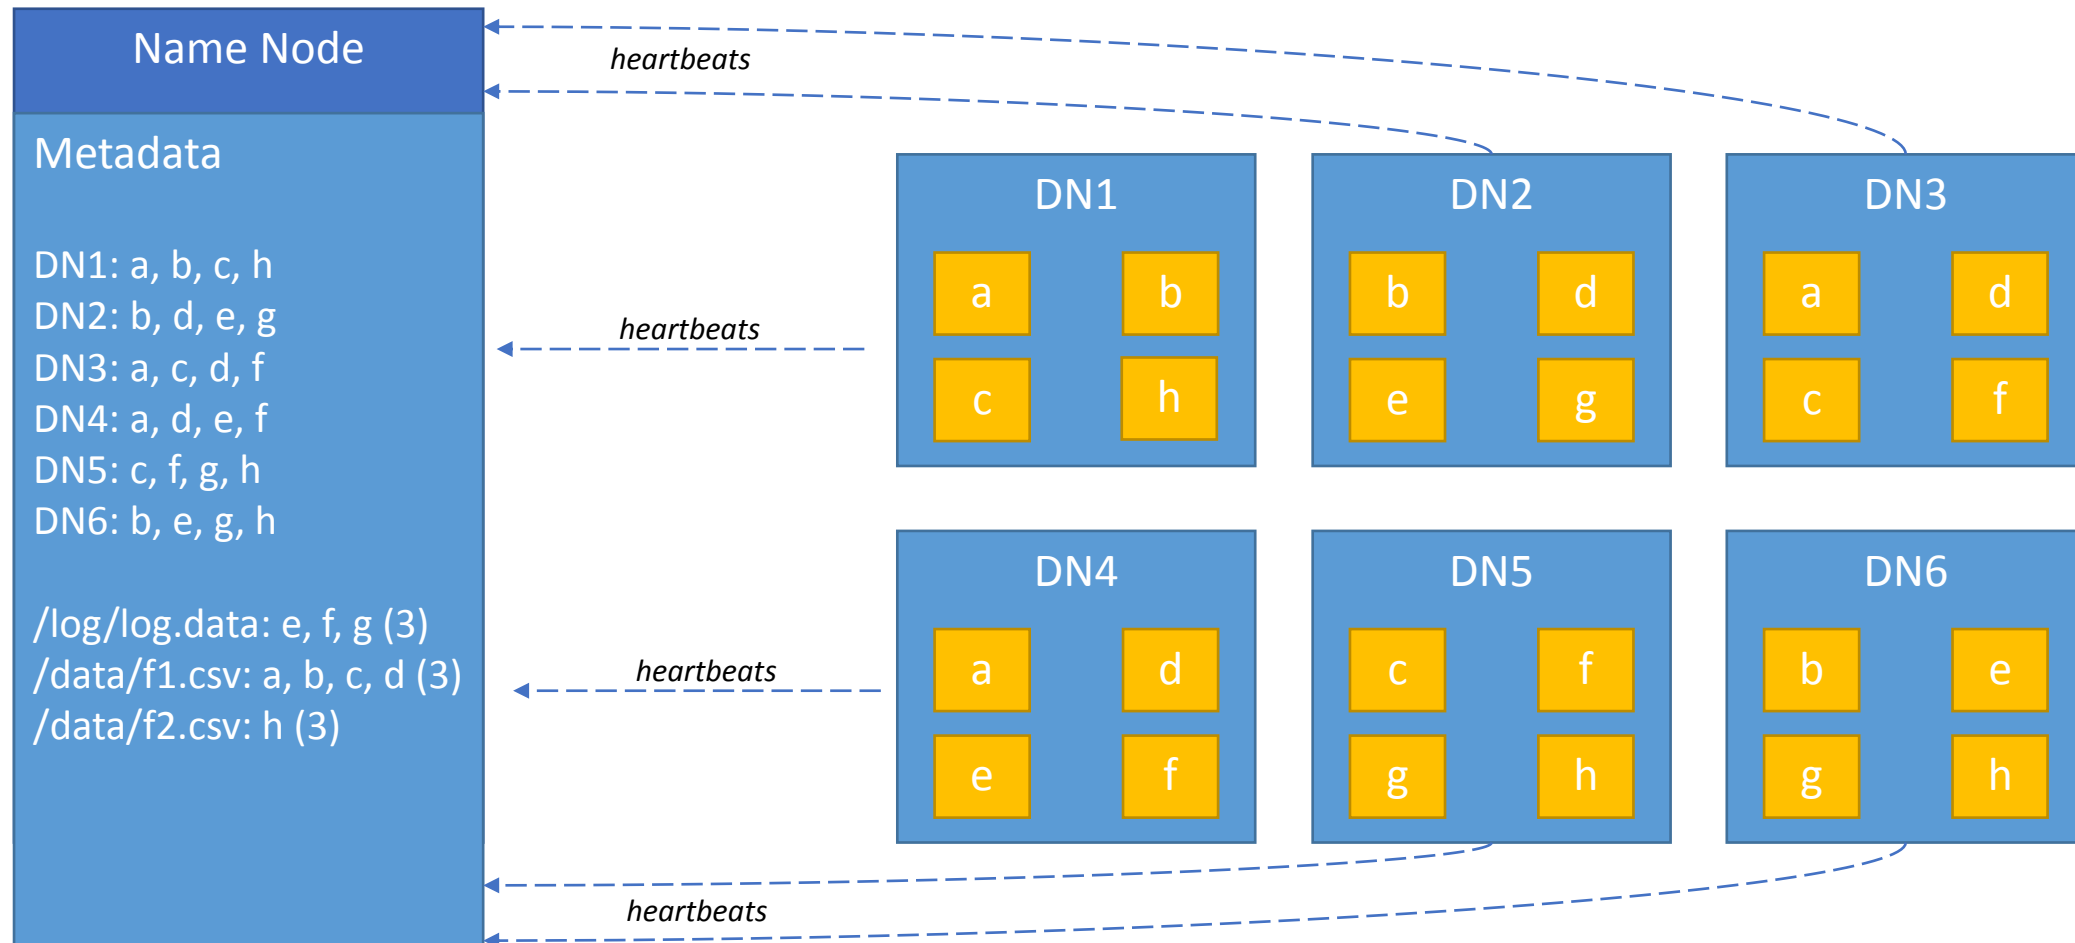 Name Node
Metadata
DN1: a, b, c, h
DN2: b, d, e, g
DN3: a, c, d, f
DN4: a, d, e, f
DN5: c, f, g, h
DN6: b, e, g, h
/log/log.data: e, f, g (3)
/data/f1.csv: a, b, c, d (3)
/data/f2.csv: h (3)
heartbeats
heartbeats
heartbeats
heartbeats
DN1
a b
c h
DN2
b d
e g
DN3
a d
c f
DN4
a d
e f
DN5
c f
g h
DN6
b e
g h